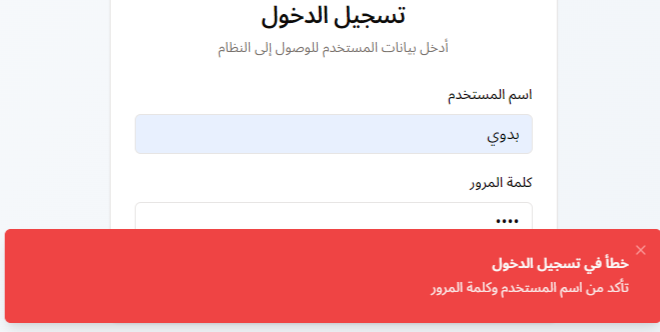 تسجيل الدخول
أدخل بيانات المستخدم للوصول إلى النظام
اسم المستخدم
بدوي
كلمة المرور
••••
خطأ في تسجيل الدخول
تأكد من اسم المستخدم وكلمة المرور